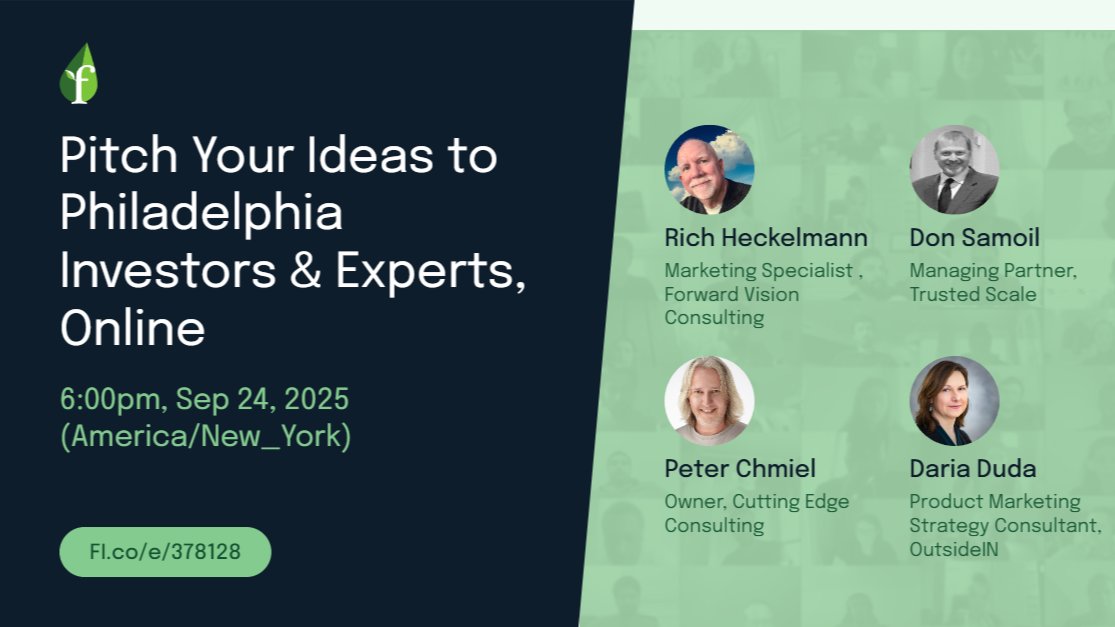 f
Pitch Your Ideas to
Philadelphia
Investors & Experts,
Online
6:00pm, Sep 24, 2025
(America/New_York)
FI.co/e/378128
Rich Heckelmann
Marketing Specialist ,
Forward Vision
Consulting
Don Samoil
Managing Partner,
Trusted Scale
Peter Chmiel
Owner, Cutting Edge
Consulting
Daria Duda
Product Marketing
Strategy Consultant,
OutsideIN